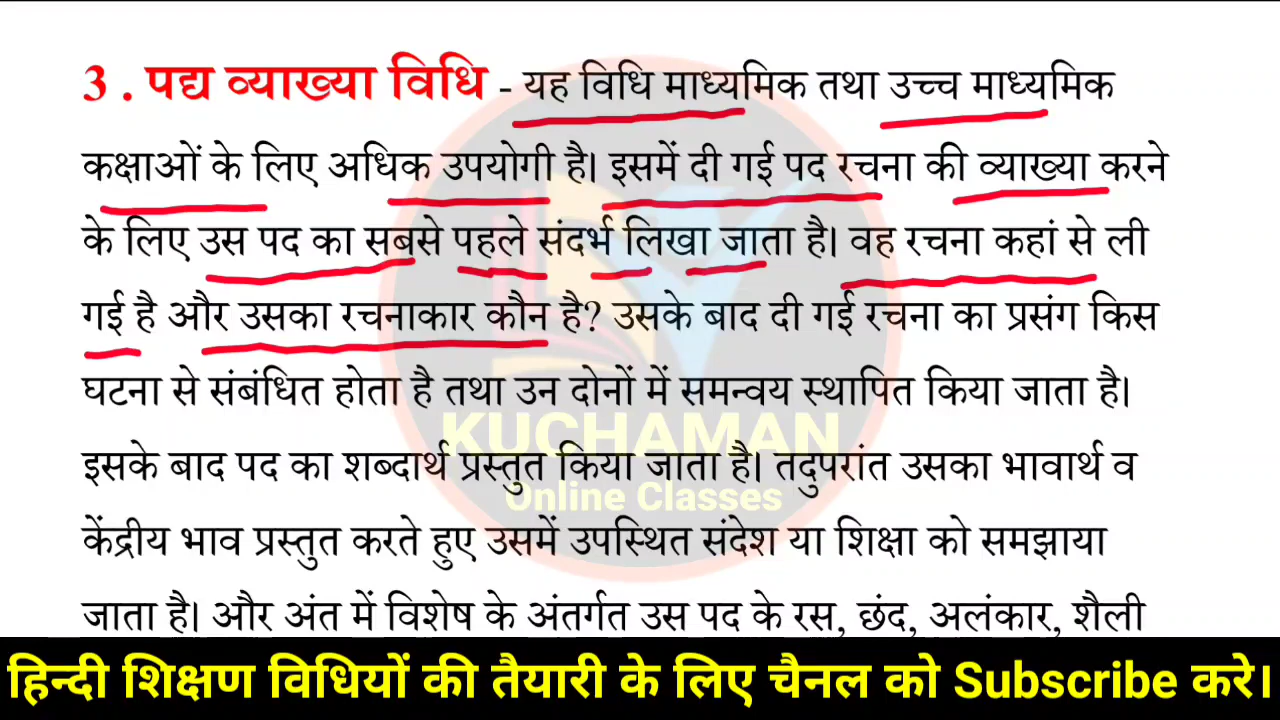 3 . पद्य व्याख्या विधि - यह विधि माध्यमिक तथा उच्च माध्यमिक
कक्षाओं के लिए अधिक उपयोगी है। इसमें दी गई पद रचना की व्याख्या करने
के लिए उस पद का सबसे पहले संदर्भ लिखा जाता है। वह रचना कहां से ली
गई है और उसका रचनाकार कौन है? उसके बाद दी गई रचना का प्रसंग किस
घटना से संबंधित होता है तथा उन दोनों में समन्वय स्थापित किया जाता है।
KUCHAMAN
इसके बाद पद का शब्दार्थ प्रस्तुत किया जाता है। तदुपरांत उसका भावार्थ व
Online Classes
केंद्रीय भाव प्रस्तुत करते हुए उसमें उपस्थित संदेश या शिक्षा को समझाया
जाता है। और अंत में विशेष के अंतर्गत उस पद के रस, छंद, अलंकार, शैली
हिन्दी शिक्षण विधियों की तैयारी के लिए चैनल को Subscribe करे।